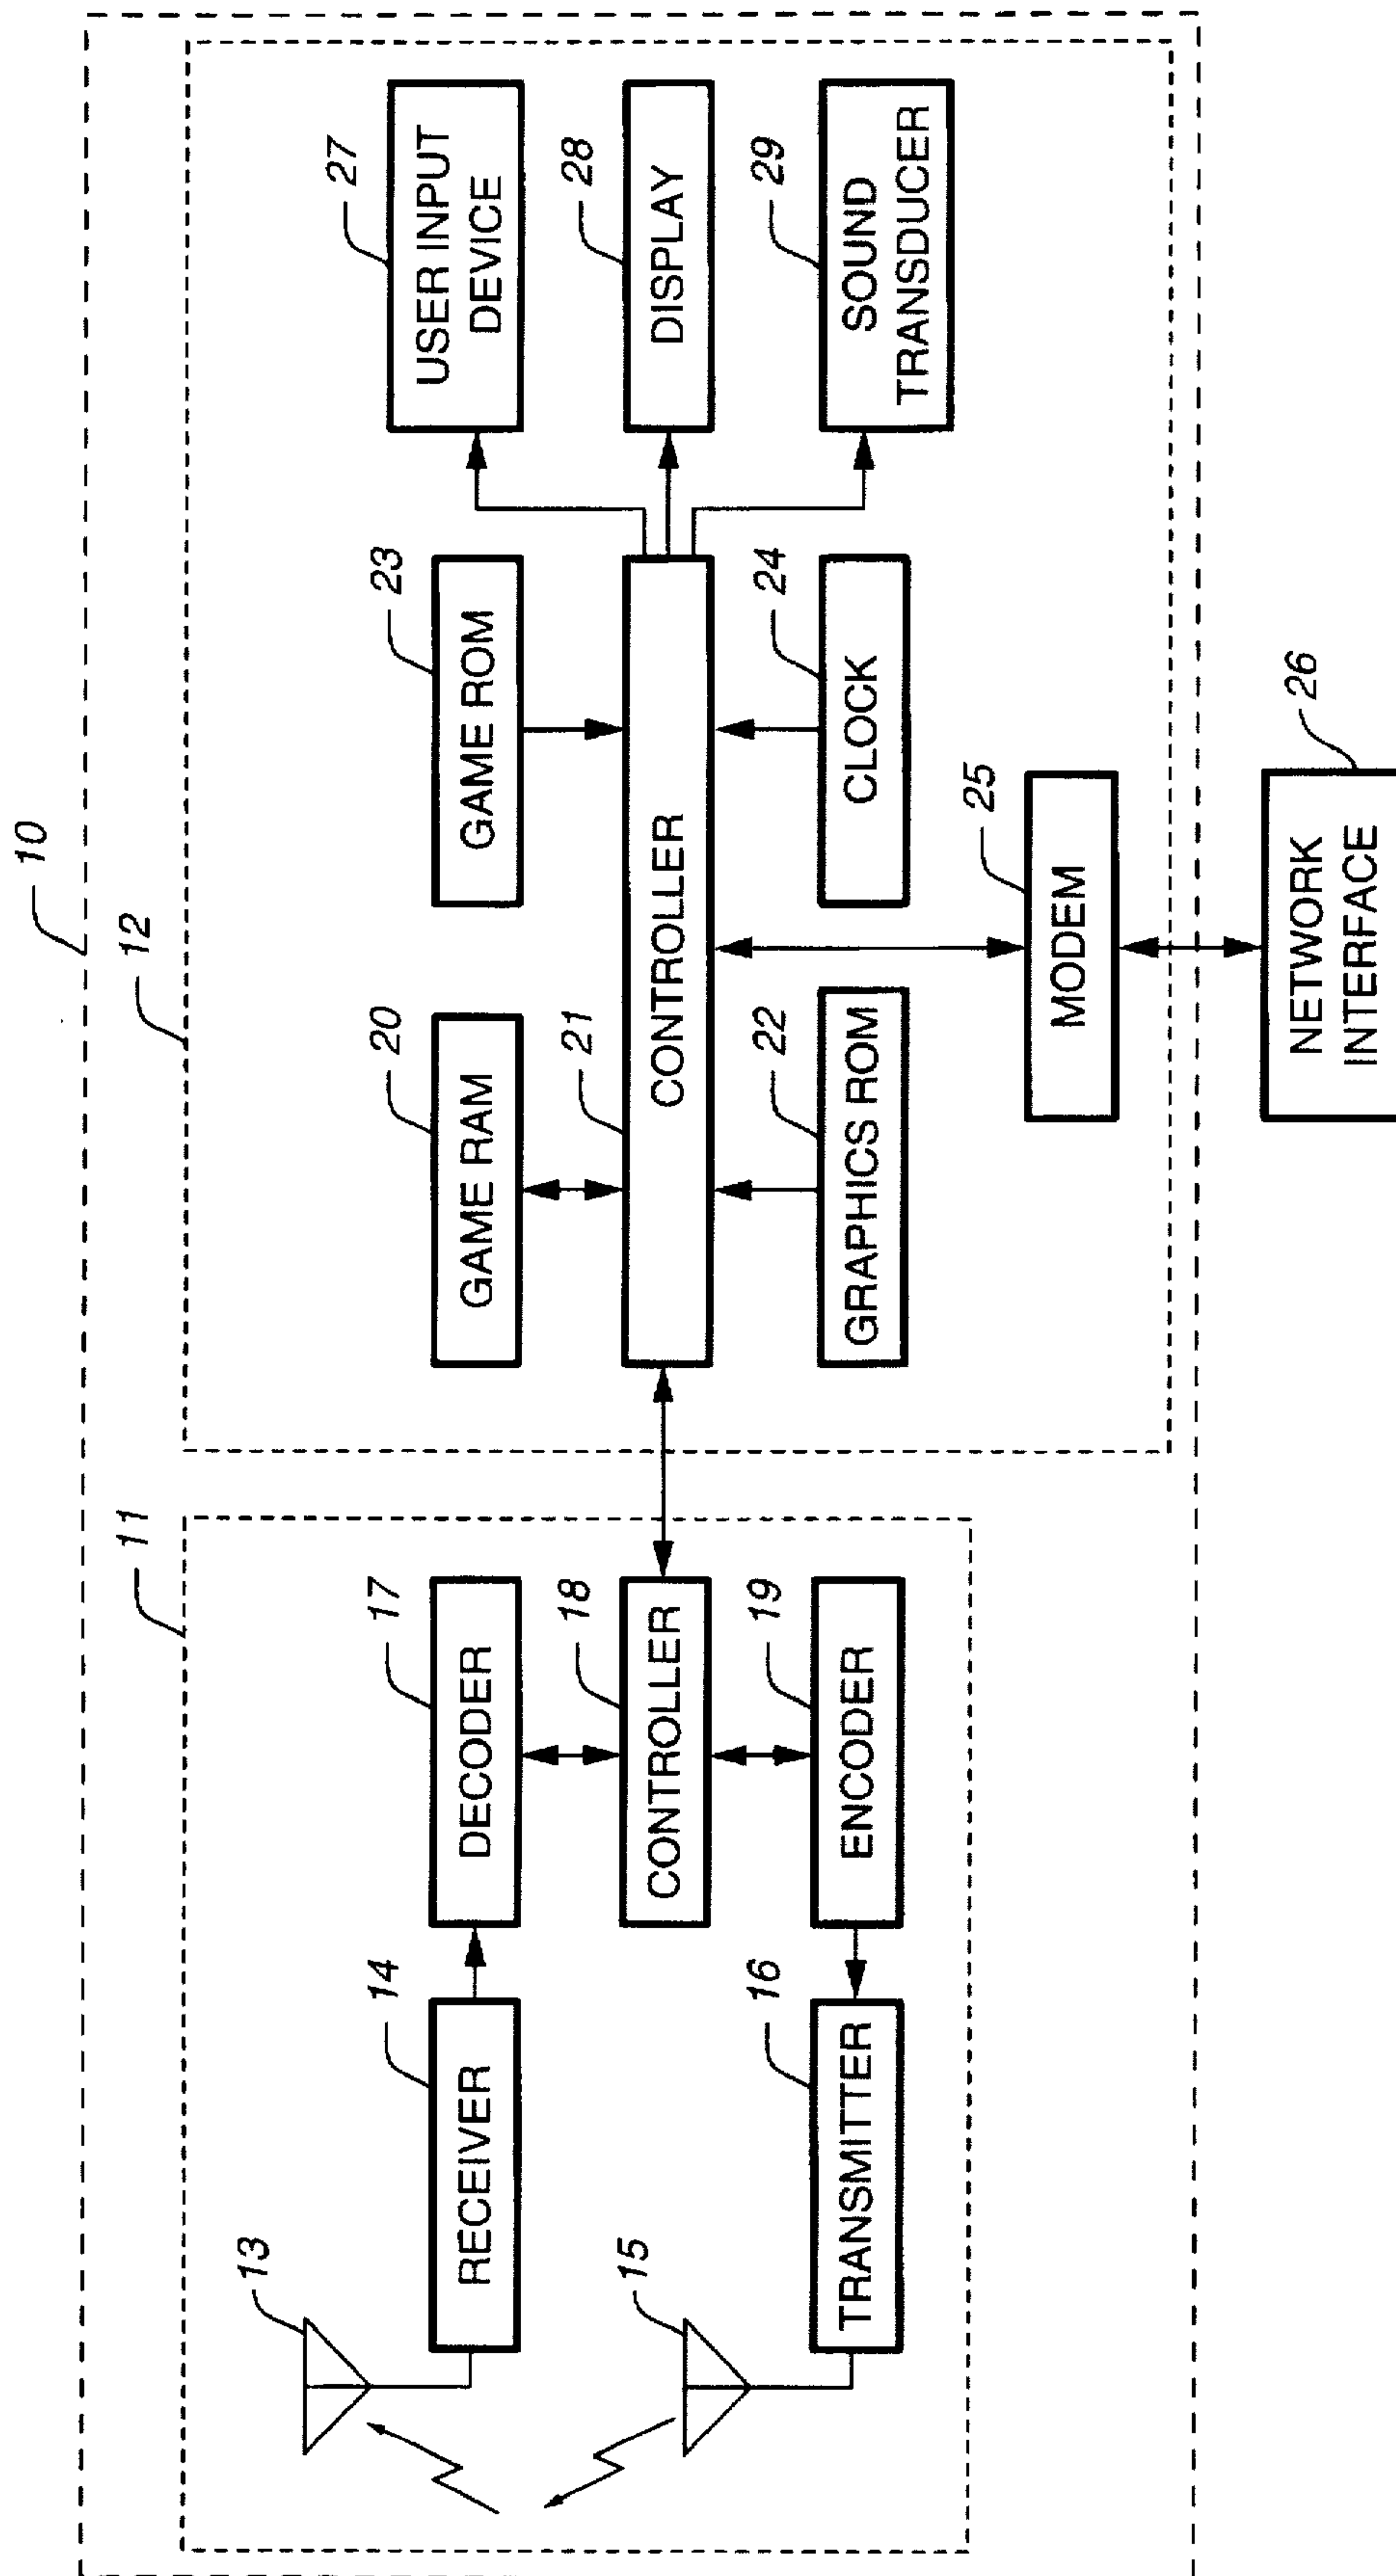 10
11
12
13
RECEIVER
14
DECODER
17
15
TRANSMITTER
16
CONTROLLER
18
ENCODER
19
GAME RAM
20
GAME ROM
23
CONTROLLER
21
GRAPHICS ROM
22
CLOCK
24
USER INPUT
DEVICE
27
DISPLAY
28
SOUND
TRANSDUCER
29
MODEM
25
NETWORK
INTERFACE
26